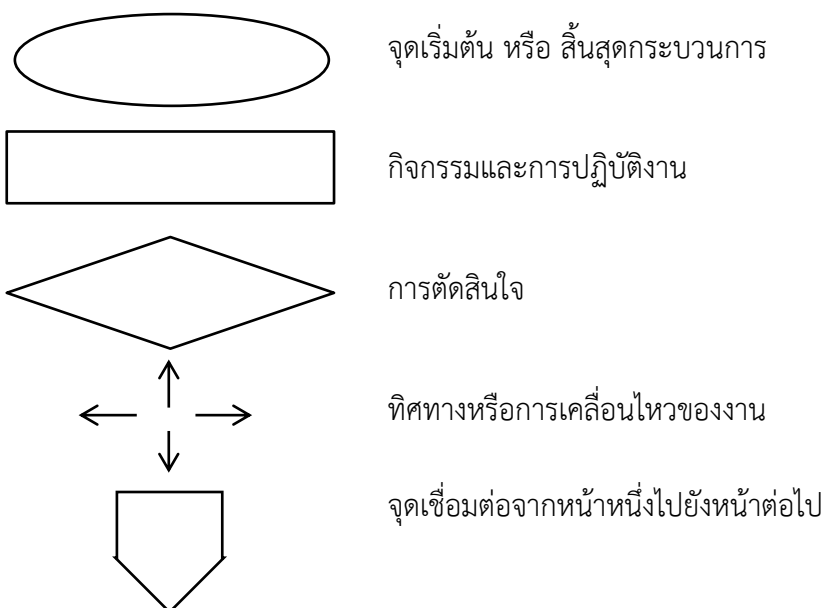 จุดเริ่มต้น หรือ สิ้นสุดกระบวนการ
กิจกรรมและการปฏิบัติงาน
การตัดสินใจ
ทิศทางหรือการเคลื่อนไหวของงาน
จุดเชื่อมต่อจากหน้าหนึ่งไปยังหน้าต่อไป